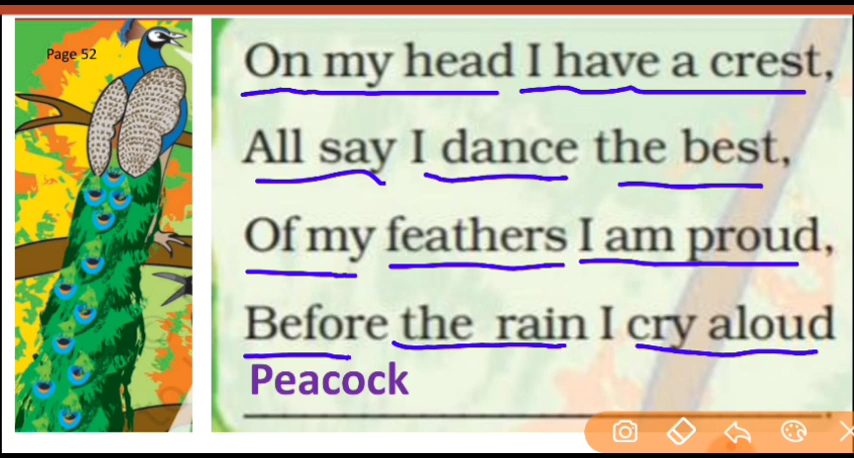 Page 52
On my head I have a crest,
All say I dance the best,
Of my feathers I am proud,
Before the rain I cry aloud
Peacock